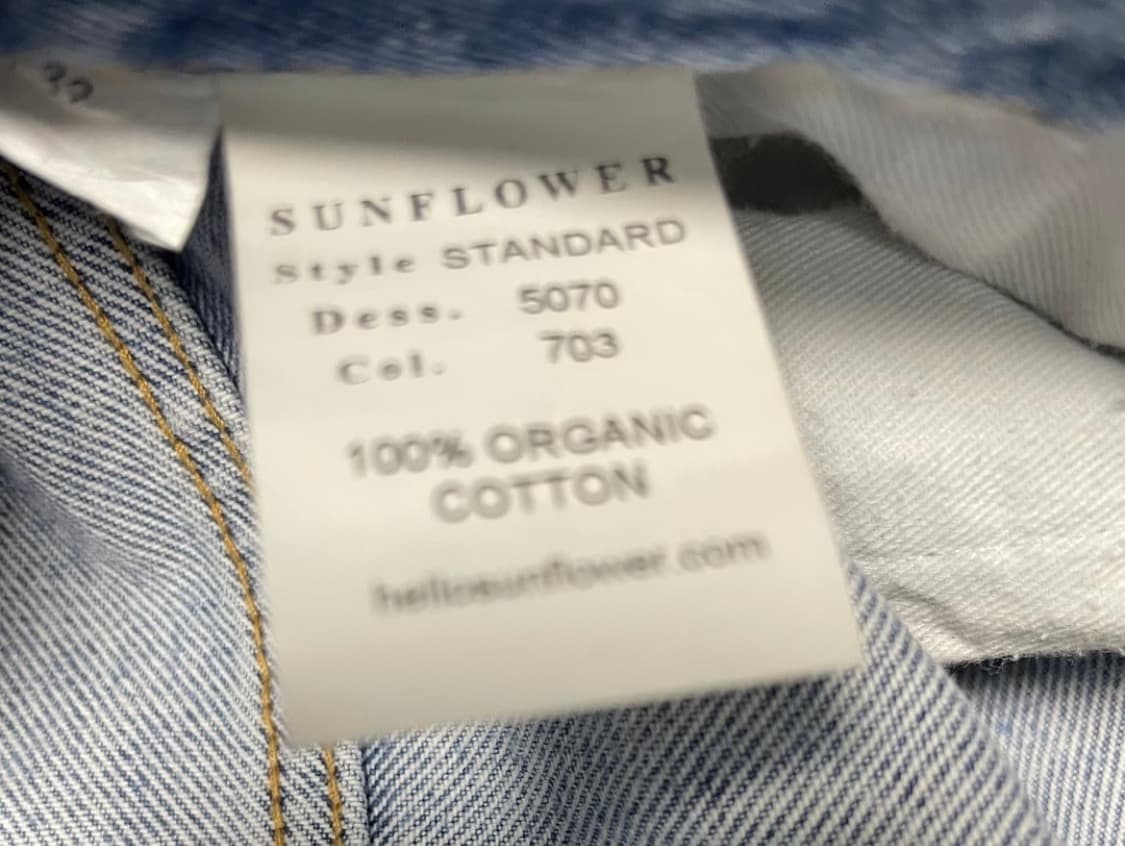 SUNFLOWER
Style STANDARD
Dess. 5070
Col. 703
100% ORGANIC
COTTON
hellosunflower.com